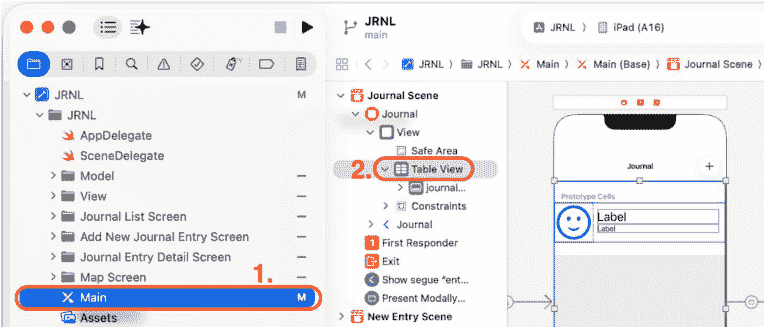 JRNL
main
JRNL
iPad (A16)
JRNL
JRNL
Main
Main (Base)
Journal Scene
JRNL
M
JRNL
AppDelegate
SceneDelegate
Model
View
Journal List Screen
Add New Journal Entry Screen
Journal Entry Detail Screen
Map Screen
1.
Main
M
Assets
Journal Scene
Journal
View
Safe Area
2.
Table View
journal...
Constraints
Journal
1
First Responder
Exit
Show segue “ent...
Present Modally...
New Entry Scene
Journal
+
Prototype Cells
Label
Label